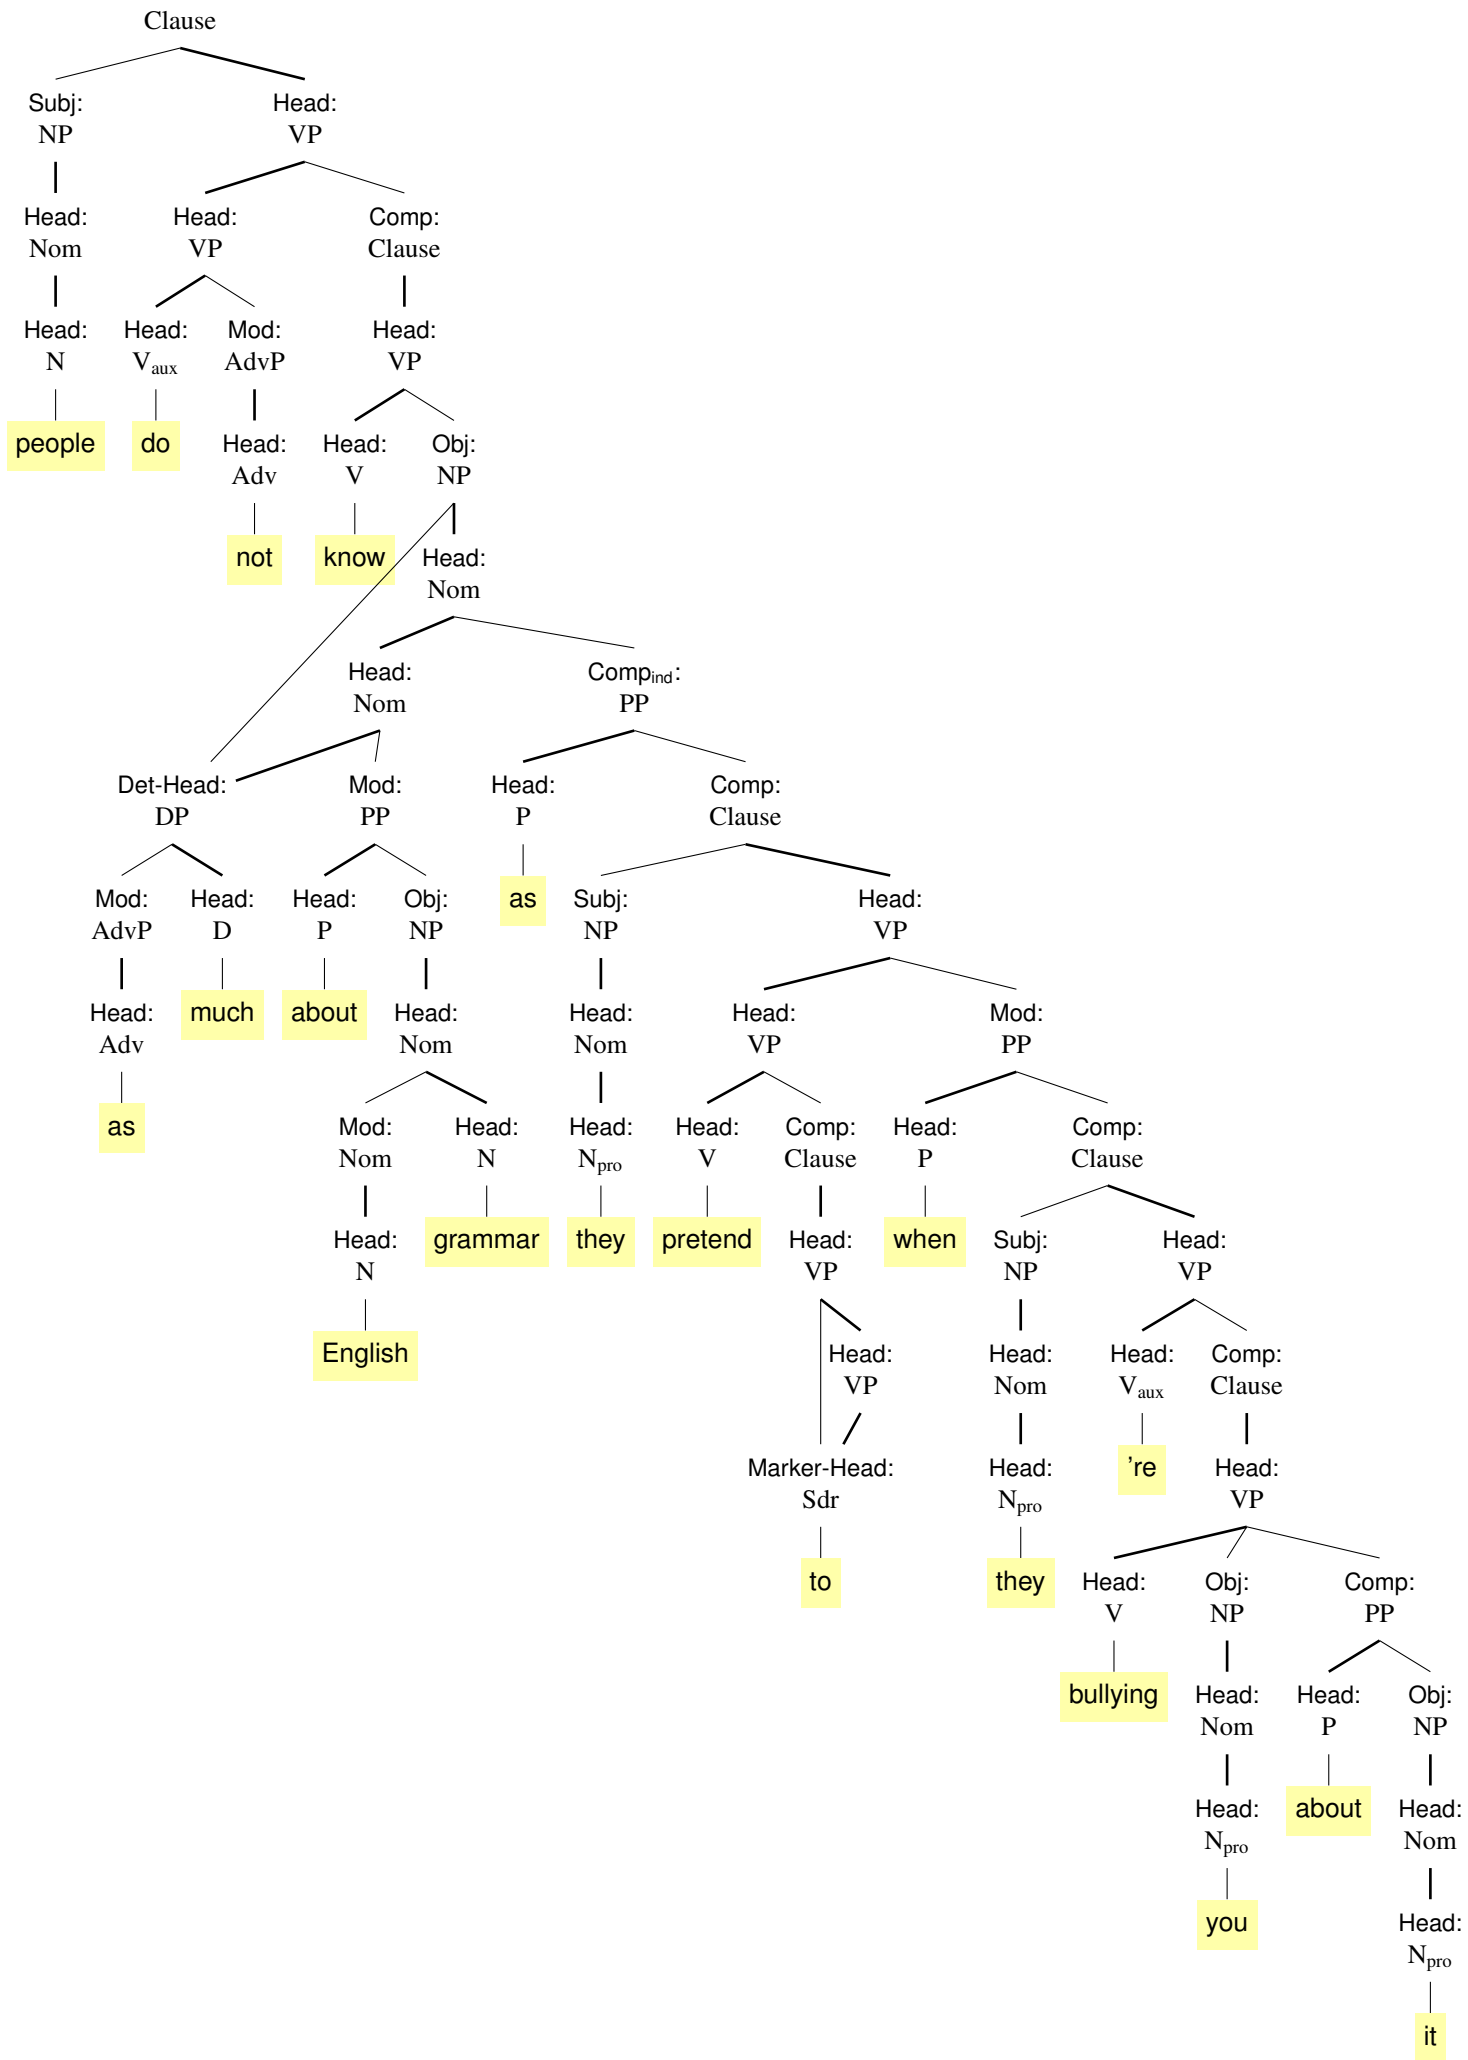 Clause
Subj: Head:
NP VP
Head: Head: Comp:
Nom VP Clause
Head: Head: Mod: Head:
N Vaux AdvP VP
people do Head: Head: Obj:
Adv V NP
not know Head:
Nom
Head: Compind:
Nom PP
Det-Head: Mod: Head: Comp:
DP PP P Clause
Mod: Head: Head: Obj: as Subj: Head:
AdvP D P NP NP VP
Head: much about Head: Head: Head: Mod:
Adv Nom Nom VP PP
as Mod: Head: Head: Head: Comp: Head: Comp:
Nom N Npro V Clause P Clause
Head: grammar they pretend Head: when Subj: Head:
N VP NP VP
English Head: Head: Head: Comp:
VP Nom Vaux Clause
Marker-Head: Head: ’re Head:
Sdr Npro VP
to they Head: Obj: Comp:
V NP PP
bullying Head: Head: Obj:
Nom P NP
Head: about Head:
Npro Nom
you Head:
Npro
it